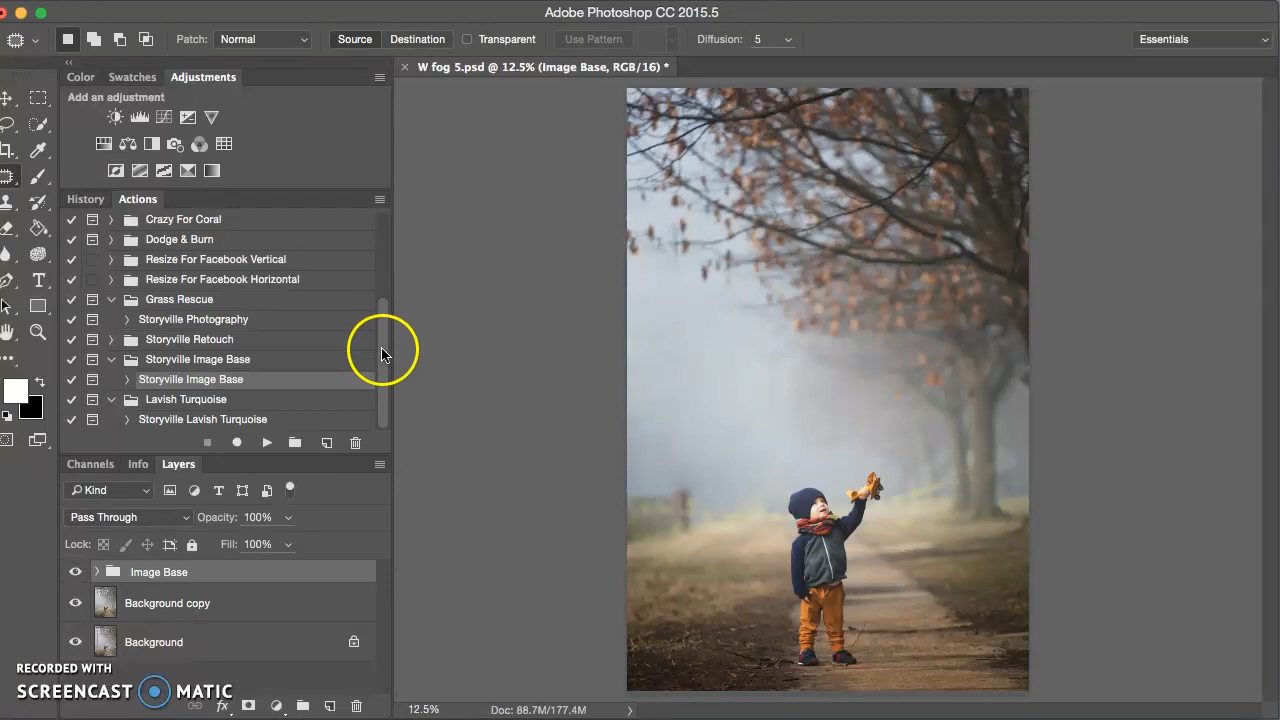 Adobe Photoshop CC 2015.5
Patch: Normal Source Destination Transparent Use Pattern Diffusion: 5 Essentials
Color Swatches Adjustments
W fog 5.psd @ 12.5% (Image Base, RGB/16) *
Add an adjustment
History Actions
Crazy For Coral
Dodge & Burn
Resize For Facebook Vertical
Resize For Facebook Horizontal
Grass Rescue
Storyville Photography
Storyville Retouch
Storyville Image Base
Storyville Image Base
Lavish Turquoise
Storyville Lavish Turquoise
Channels Info Layers
Kind
Pass Through Opacity: 100%
Lock: Fill: 100%
Image Base
Background copy
Background
RECORDED WITH
SCREENCAST MATIC
fx
12.5% Doc: 88.7M/177.4M